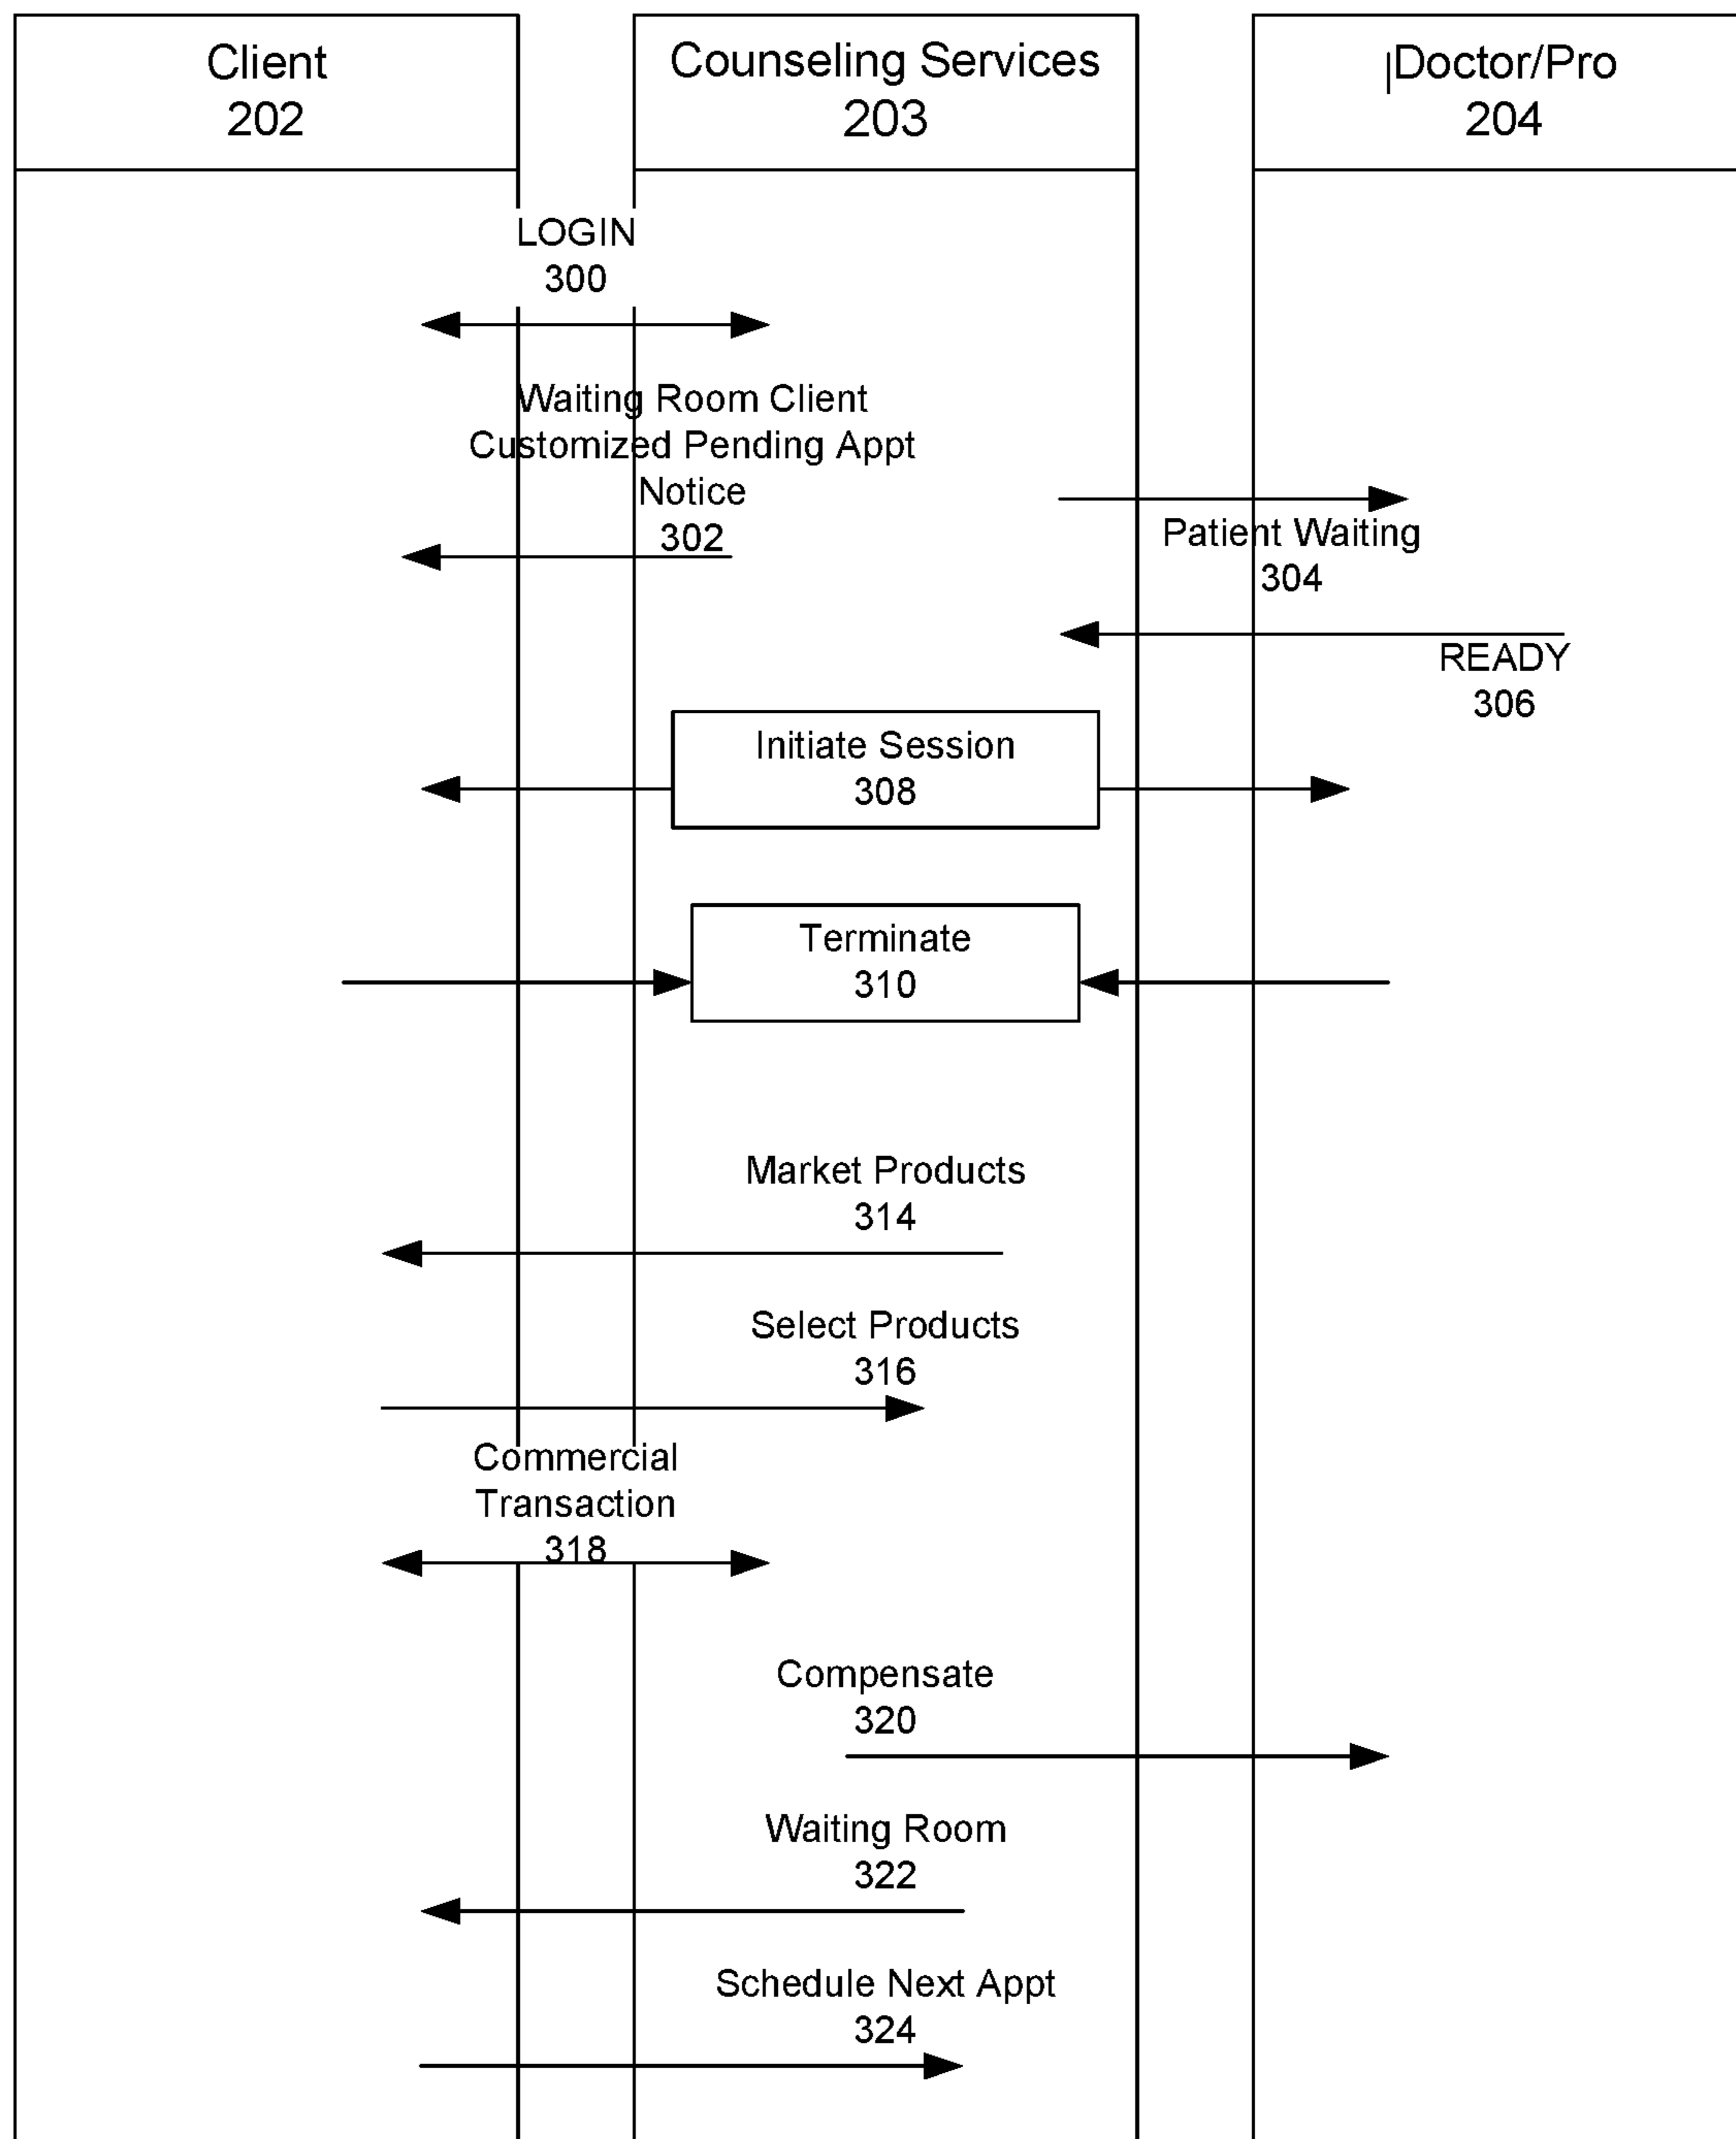 Client
202
Counseling Services
203
Doctor/Pro
204
LOGIN
300
Waiting Room Client
Customized Pending Appt
Notice
302
Patient Waiting
304
READY
306
Initiate Session
308
Terminate
310
Market Products
314
Select Products
316
Commercial
Transaction
318
Compensate
320
Waiting Room
322
Schedule Next Appt
324